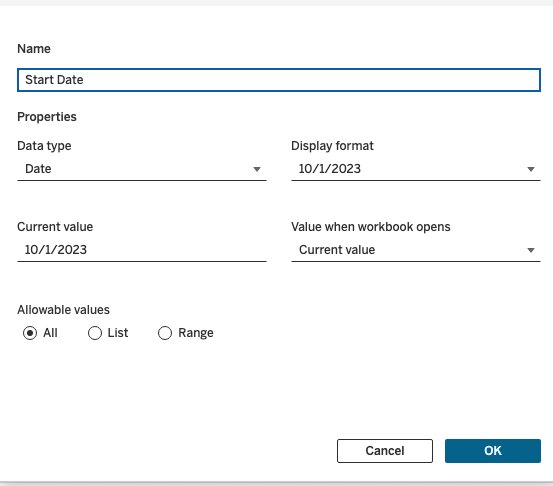 Name
Start Date
Properties
Data type
Display format
Date
10/1/2023
Current value
Value when workbook opens
10/1/2023
Current value
Allowable values
All
List
Range
Cancel
OK